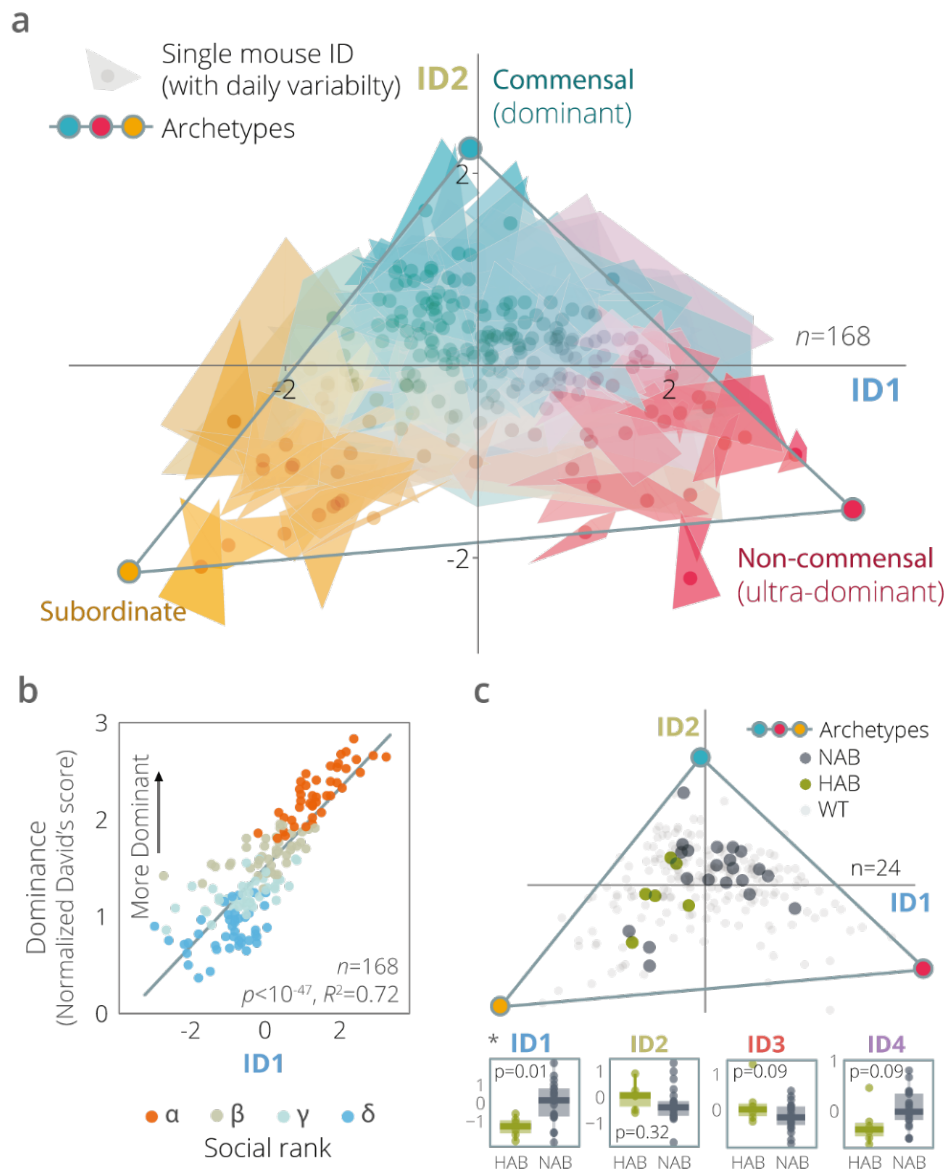 a
Single mouse ID
(with daily variabilty)
Archetypes
ID2
Commensal
(dominant)
2
n=168
-2
2
ID1
-2
Subordinate
Non-commensal
(ultra-dominant)
b
Dominance
(Normalized David's score)
More Dominant
3
2
1
0
n=168
p<10⁻⁴⁷, R²=0.72
-2
0
2
ID1
α
β
γ
δ
Social rank
c
ID2
Archetypes
NAB
HAB
WT
n=24
ID1
* ID1
p=0.01
1
0
−1
HAB NAB
ID2
1
0
−1
p=0.32
HAB NAB
ID3
1
p=0.09
0
HAB NAB
ID4
1
p=0.09
0
HAB NAB